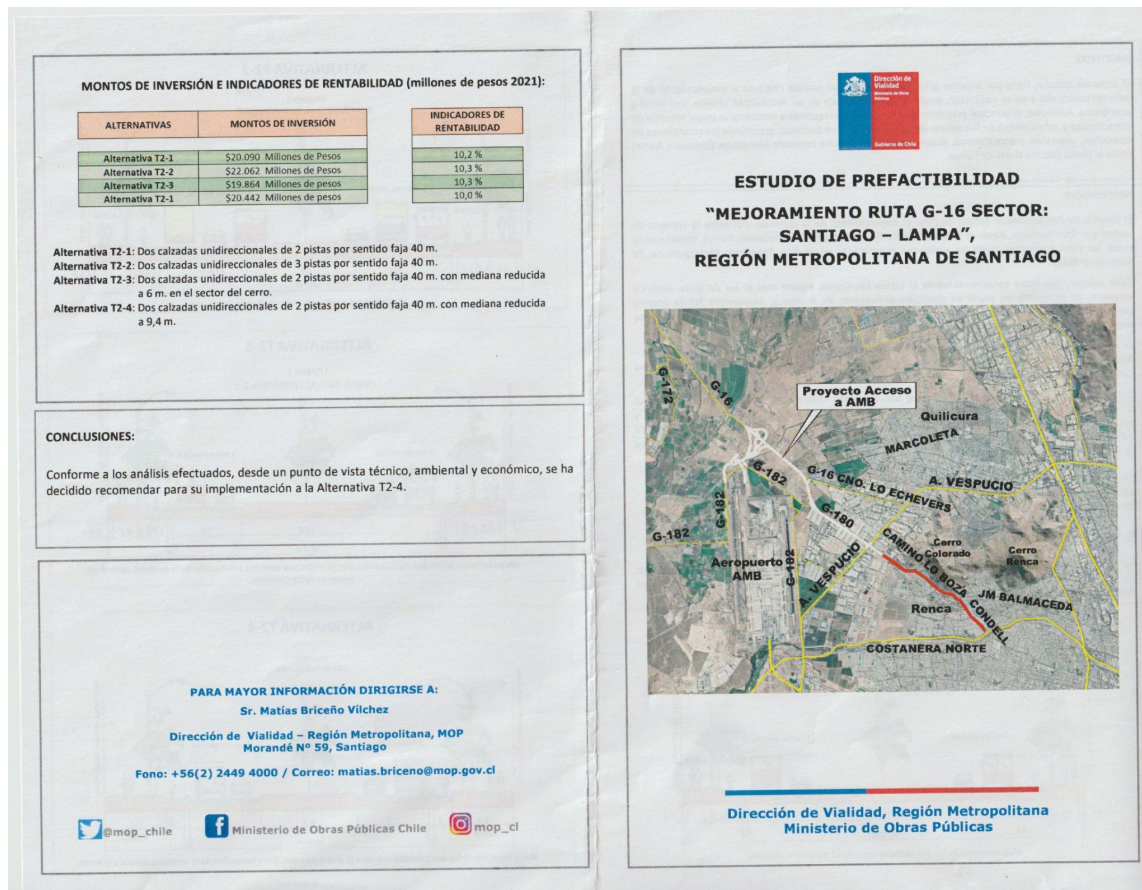 MONTOS DE INVERSIÓN E INDICADORES DE RENTABILIDAD (millones de pesos 2021):
ALTERNATIVAS MONTOS DE INVERSIÓN INDICADORES DE RENTABILIDAD
Alternativa T2-1 $20.090 Millones de Pesos 10,2 %
Alternativa T2-2 $22.062 Millones de Pesos 10,3 %
Alternativa T2-3 $19.864 Millones de pesos 10,3 %
Alternativa T2-1 $20.442 Millones de pesos 10,0 %
Alternativa T2-1: Dos calzadas unidireccionales de 2 pistas por sentido faja 40 m.
Alternativa T2-2: Dos calzadas unidireccionales de 3 pistas por sentido faja 40 m.
Alternativa T2-3: Dos calzadas unidireccionales de 2 pistas por sentido faja 40 m. con mediana reducida
a 6 m. en el sector del cerro.
Alternativa T2-4: Dos calzadas unidireccionales de 2 pistas por sentido faja 40 m. con mediana reducida
a 9,4 m.
CONCLUSIONES:
Conforme a los análisis efectuados, desde un punto de vista técnico, ambiental y económico, se ha
decidido recomendar para su implementación a la Alternativa T2-4.
PARA MAYOR INFORMACIÓN DIRIGIRSE A:
Sr. Matías Briceño Vilchez
Dirección de Vialidad – Región Metropolitana, MOP
Morandé Nº 59, Santiago
Fono: +56(2) 2449 4000 / Correo: matias.briceno@mop.gov.cl
@mop_chile Ministerio de Obras Públicas Chile mop_cl
Dirección de
Vialidad
Ministerio de Obras
Públicas
Gobierno de Chile
ESTUDIO DE PREFACTIBILIDAD
“MEJORAMIENTO RUTA G-16 SECTOR:
SANTIAGO – LAMPA”,
REGIÓN METROPOLITANA DE SANTIAGO
G-172
G-16
Proyecto Acceso
a AMB
Quilicura
MARCOLETA
G-182
G-16 CNO. LO ECHEVERS
A. VESPUCIO
G-182
G-180
G-182
Aeropuerto
AMB
G-182
A. VESPUCIO
CAMINO LO BOZA
Cerro
Colorado
Cerro
Renca
JM BALMACEDA
Renca
CONDELL
COSTANERA NORTE
Dirección de Vialidad, Región Metropolitana
Ministerio de Obras Públicas